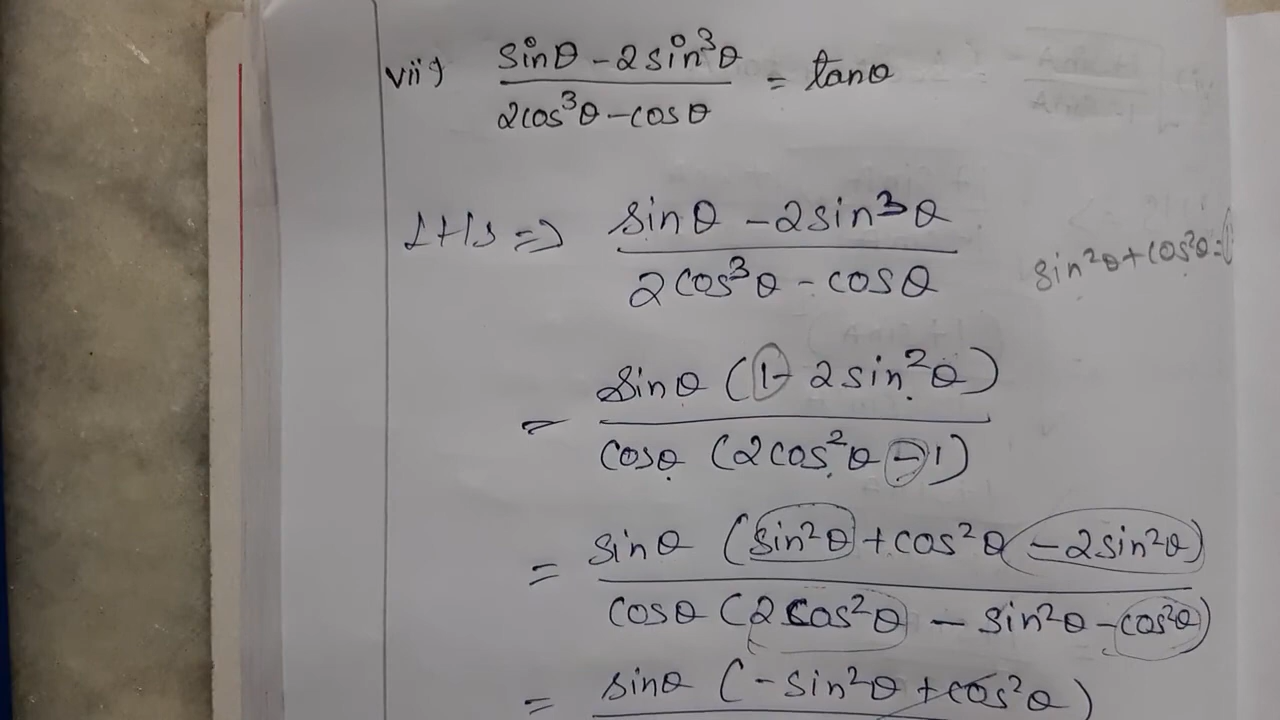 vii) sinθ - 2sin³θ / 2cos³θ - cosθ = tanθ
LHS => sinθ - 2sin³θ / 2cos³θ - cosθ
sin²θ + cos²θ = 1
= sinθ (1 - 2sin²θ) / cosθ (2cos²θ - 1)
= sinθ (sin²θ + cos²θ - 2sin²θ) / cosθ (2cos²θ - sin²θ - cos²θ)
= sinθ (-sin²θ + cos²θ)